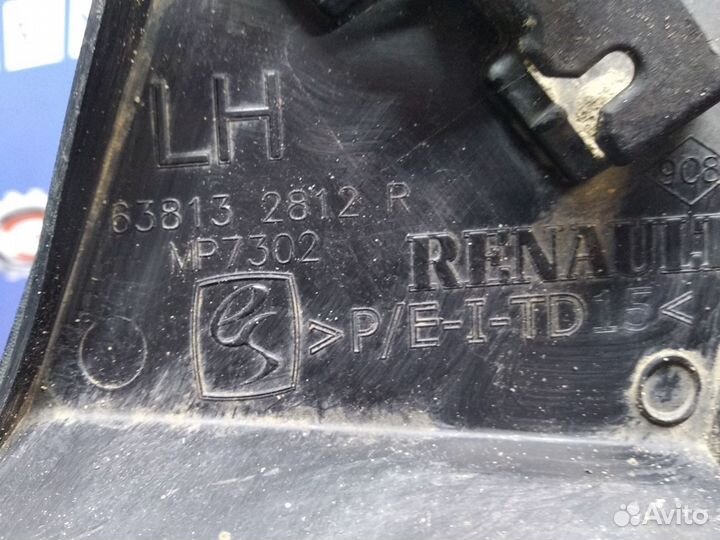 LH
908
63813 2812 R
MP7302
RENAULT
>P/E-I-TD15<
Avito